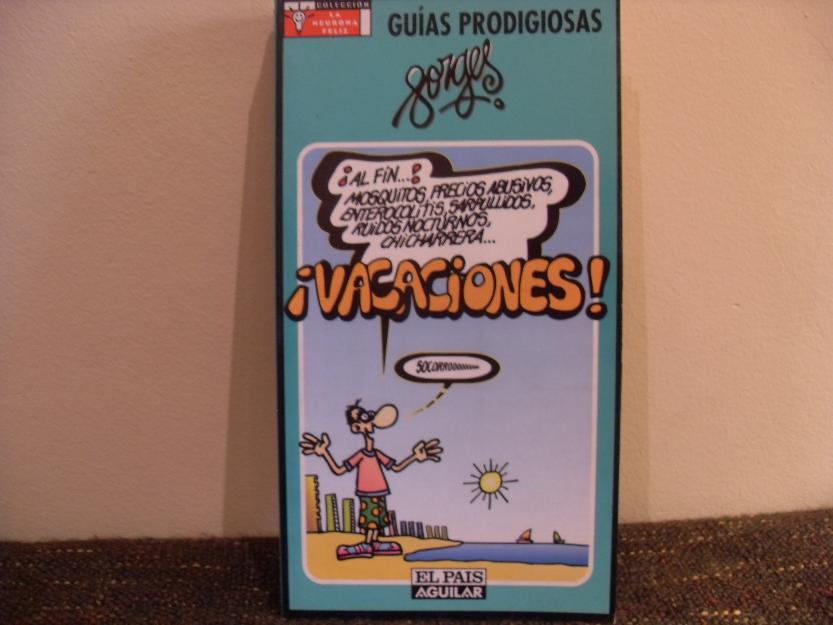 COLECCIÓN
LA
NEURONA
FELIZ
GUÍAS PRODIGIOSAS
Forges
¡AL FIN...!
MOSQUITOS, PRECIOS ABUSIVOS,
ENTEROCOLITIS, SARPULLIDOS,
RUIDOS NOCTURNOS,
CHICHARRERA...
¡VACACIONES!
SOCORROOOOOOOOO
EL PAIS
AGUILAR